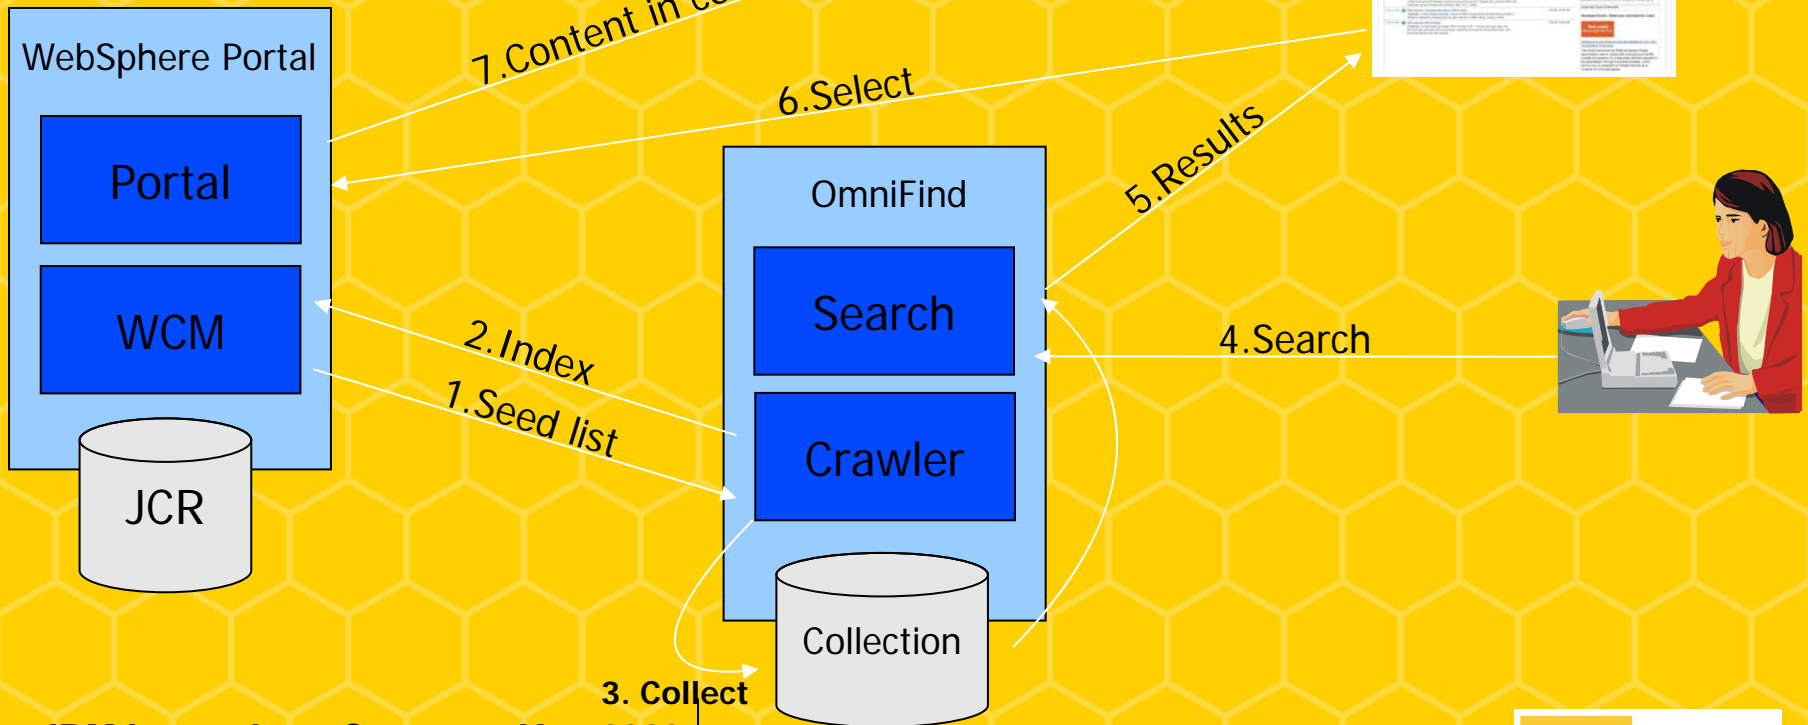 WebSphere Portal
Portal
WCM
JCR
7.Content in
6.Select
5.Results
OmniFind
Search
Crawler
Collection
4.Search
2.Index
1.Seed list
3. Collect